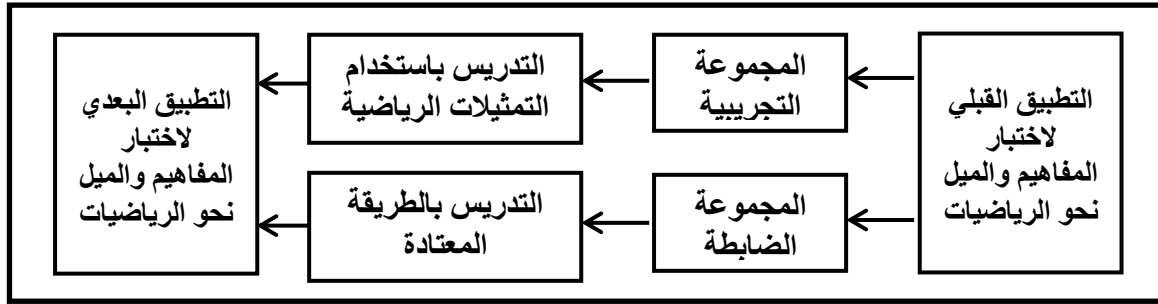 التطبيق القبلي
لاختبار
المفاهيم والميل
نحو الرياضيات
المجموعة
التجريبية
التدريس باستخدام
التمثيلات الرياضية
المجموعة
الضابطة
التدريس بالطريقة
المعتادة
التطبيق البعدي
لاختبار
المفاهيم والميل
نحو الرياضيات